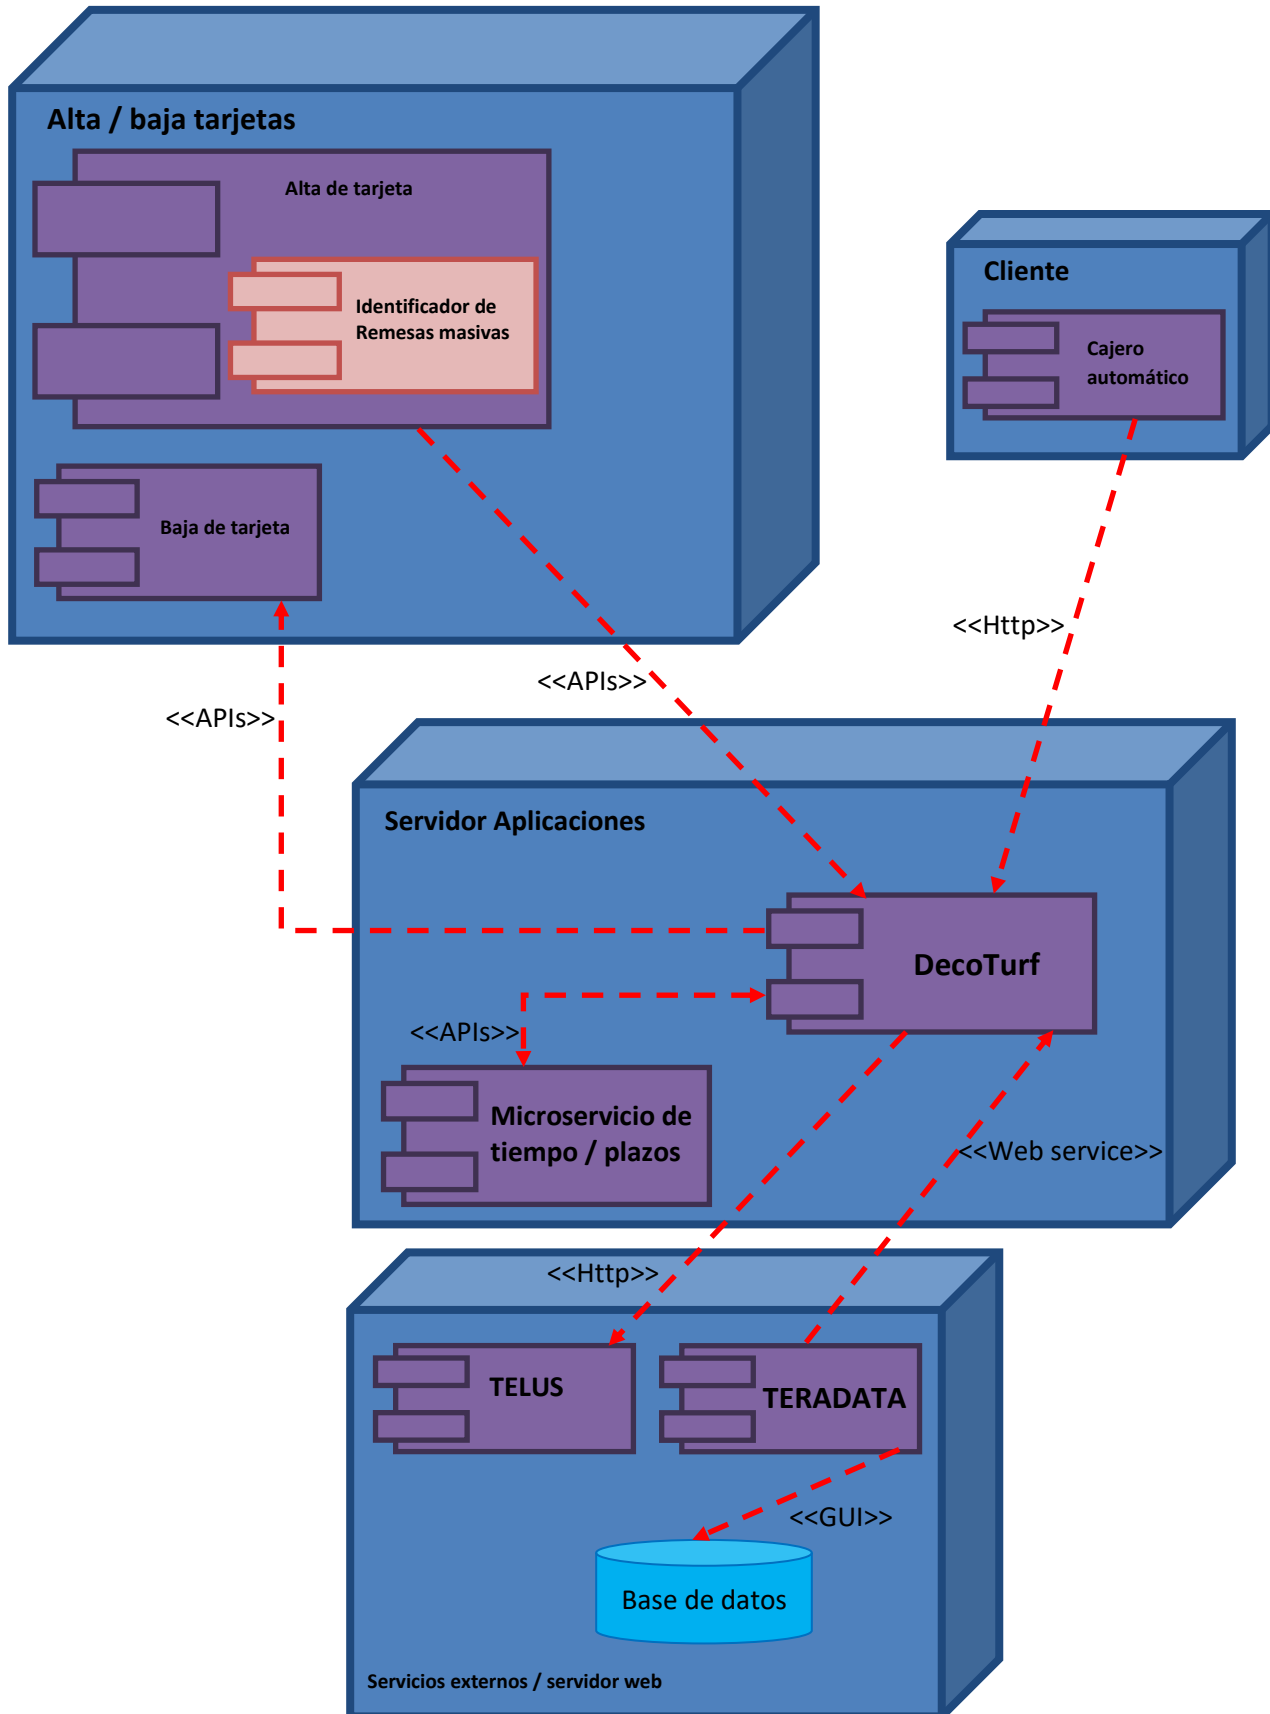 Alta / baja tarjetas
Alta de tarjeta
Identificador de
Remesas masivas
Baja de tarjeta
Cliente
Cajero
automático
<<Http>>
<<APIs>>
<<APIs>>
Servidor Aplicaciones
DecoTurf
<<APIs>>
Microservicio de
tiempo / plazos
<<Web service>>
<<Http>>
TELUS
TERADATA
<<GUI>>
Base de datos
Servicios externos / servidor web